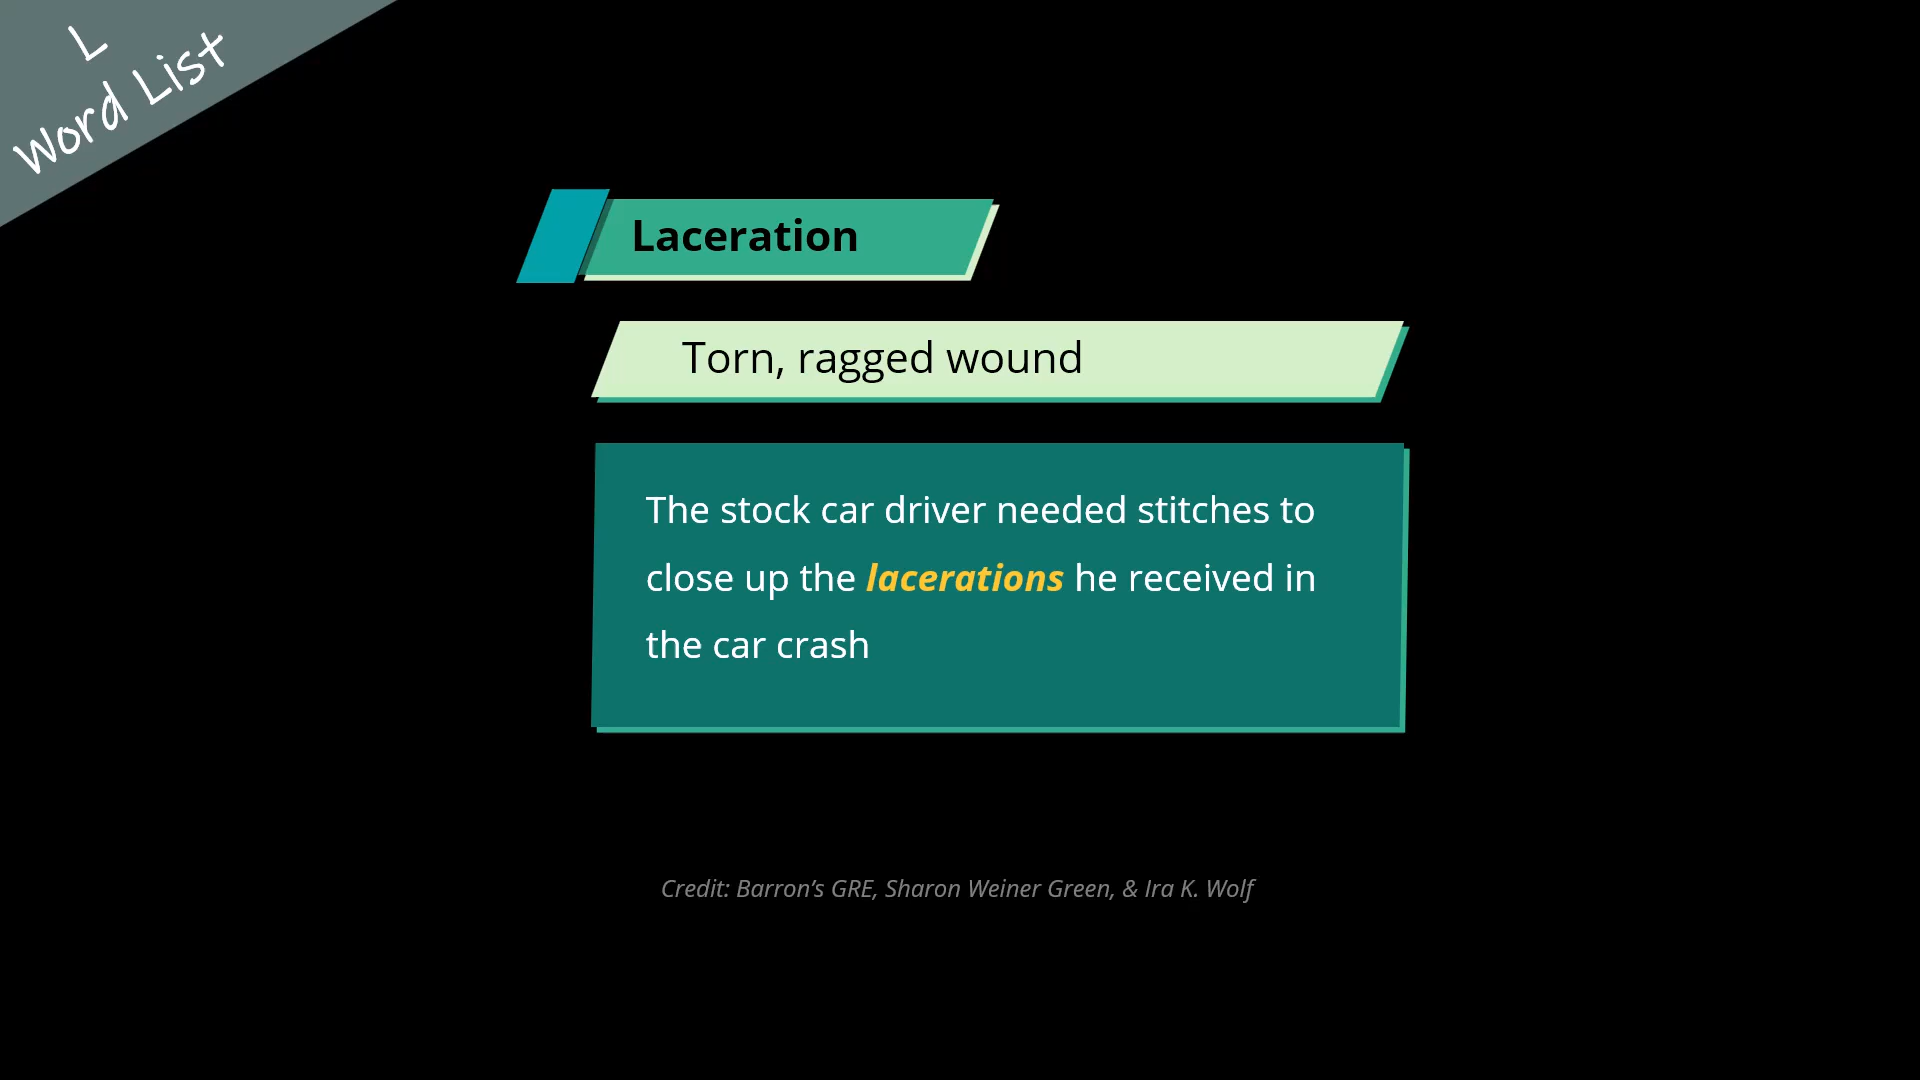 L
Word List
Laceration
Torn, ragged wound
The stock car driver needed stitches to
close up the lacerations he received in
the car crash
Credit: Barron’s GRE, Sharon Weiner Green, & Ira K. Wolf